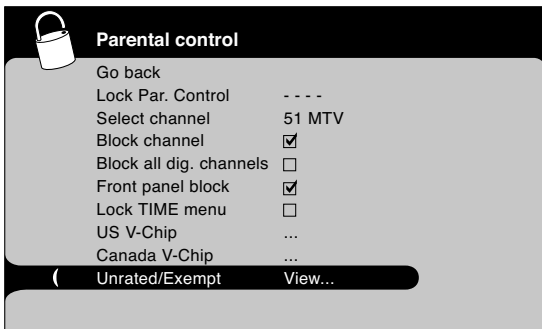 Parental control
Go back
Lock Par. Control - - - -
Select channel 51 MTV
Block channel ☑
Block all dig. channels ☐
Front panel block ☑
Lock TIME menu ☐
US V-Chip ...
Canada V-Chip ...
Unrated/Exempt View...